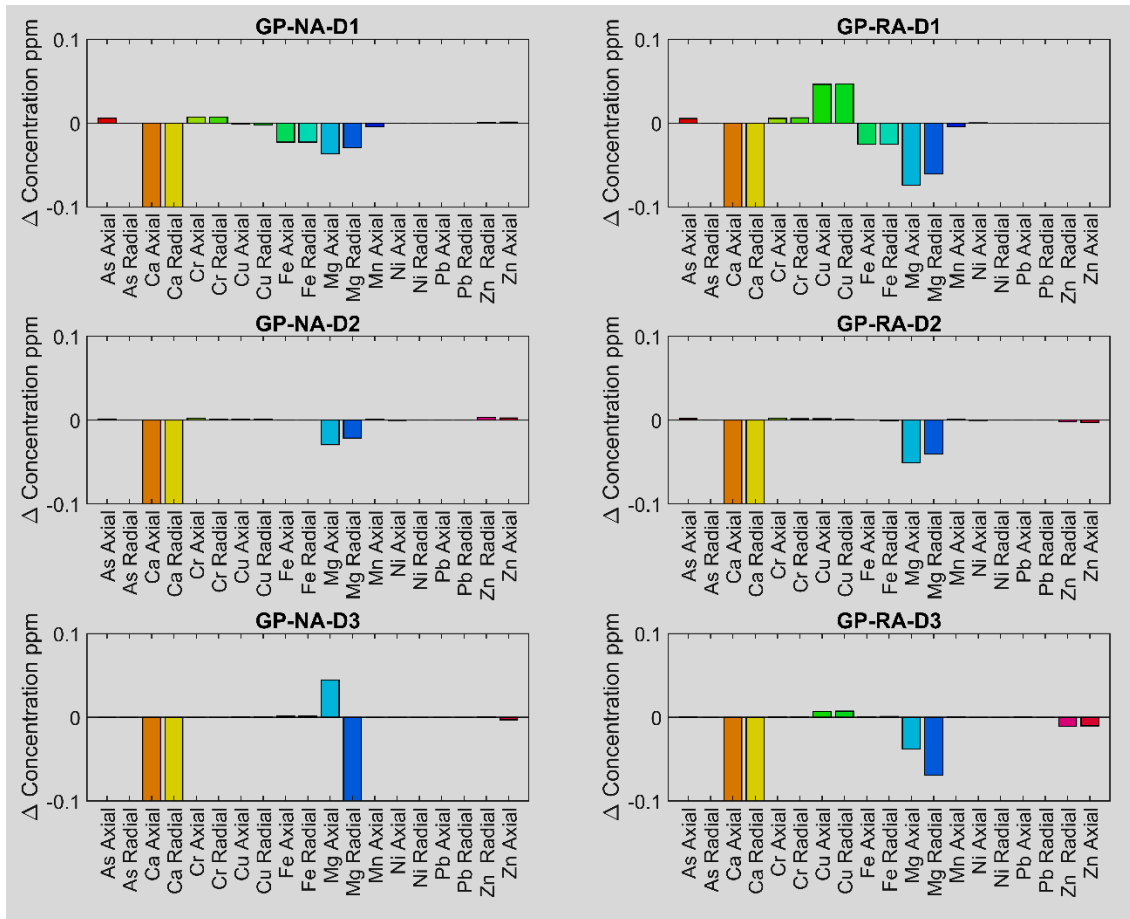 GP-NA-D1
0.1
0
-0.1
Δ Concentration ppm
As Axial
As Radial
Ca Axial
Ca Radial
Cr Axial
Cr Radial
Cu Axial
Cu Radial
Fe Axial
Fe Radial
Mg Axial
Mg Radial
Mn Axial
Ni Axial
Ni Radial
Pb Axial
Pb Radial
Zn Radial
Zn Axial
GP-RA-D1
0.1
0
-0.1
Δ Concentration ppm
As Axial
As Radial
Ca Axial
Ca Radial
Cr Axial
Cr Radial
Cu Axial
Cu Radial
Fe Axial
Fe Radial
Mg Axial
Mg Radial
Mn Axial
Ni Axial
Ni Radial
Pb Axial
Pb Radial
Zn Radial
Zn Axial
GP-NA-D2
0.1
0
-0.1
Δ Concentration ppm
As Axial
As Radial
Ca Axial
Ca Radial
Cr Axial
Cr Radial
Cu Axial
Cu Radial
Fe Axial
Fe Radial
Mg Axial
Mg Radial
Mn Axial
Ni Axial
Ni Radial
Pb Axial
Pb Radial
Zn Radial
Zn Axial
GP-RA-D2
0.1
0
-0.1
Δ Concentration ppm
As Axial
As Radial
Ca Axial
Ca Radial
Cr Axial
Cr Radial
Cu Axial
Cu Radial
Fe Axial
Fe Radial
Mg Axial
Mg Radial
Mn Axial
Ni Axial
Ni Radial
Pb Axial
Pb Radial
Zn Radial
Zn Axial
GP-NA-D3
0.1
0
-0.1
Δ Concentration ppm
As Axial
As Radial
Ca Axial
Ca Radial
Cr Axial
Cr Radial
Cu Axial
Cu Radial
Fe Axial
Fe Radial
Mg Axial
Mg Radial
Mn Axial
Ni Axial
Ni Radial
Pb Axial
Pb Radial
Zn Radial
Zn Axial
GP-RA-D3
0.1
0
-0.1
Δ Concentration ppm
As Axial
As Radial
Ca Axial
Ca Radial
Cr Axial
Cr Radial
Cu Axial
Cu Radial
Fe Axial
Fe Radial
Mg Axial
Mg Radial
Mn Axial
Ni Axial
Ni Radial
Pb Axial
Pb Radial
Zn Radial
Zn Axial